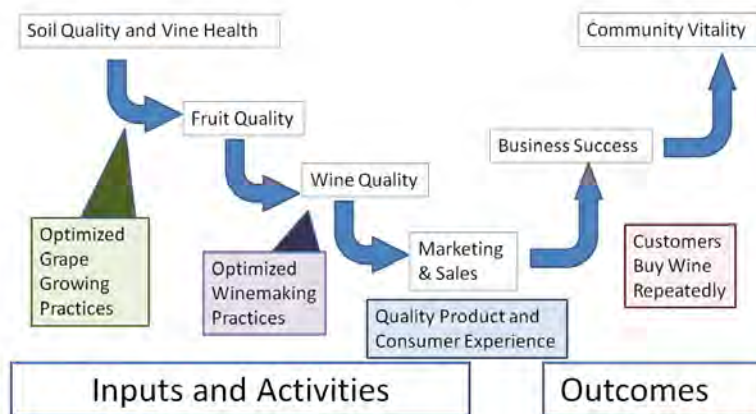 Soil Quality and Vine Health
Community Vitality
Fruit Quality
Business Success
Wine Quality
Optimized
Grape
Growing
Practices
Optimized
Winemaking
Practices
Marketing
& Sales
Customers
Buy Wine
Repeatedly
Quality Product and
Consumer Experience
Inputs and Activities
Outcomes